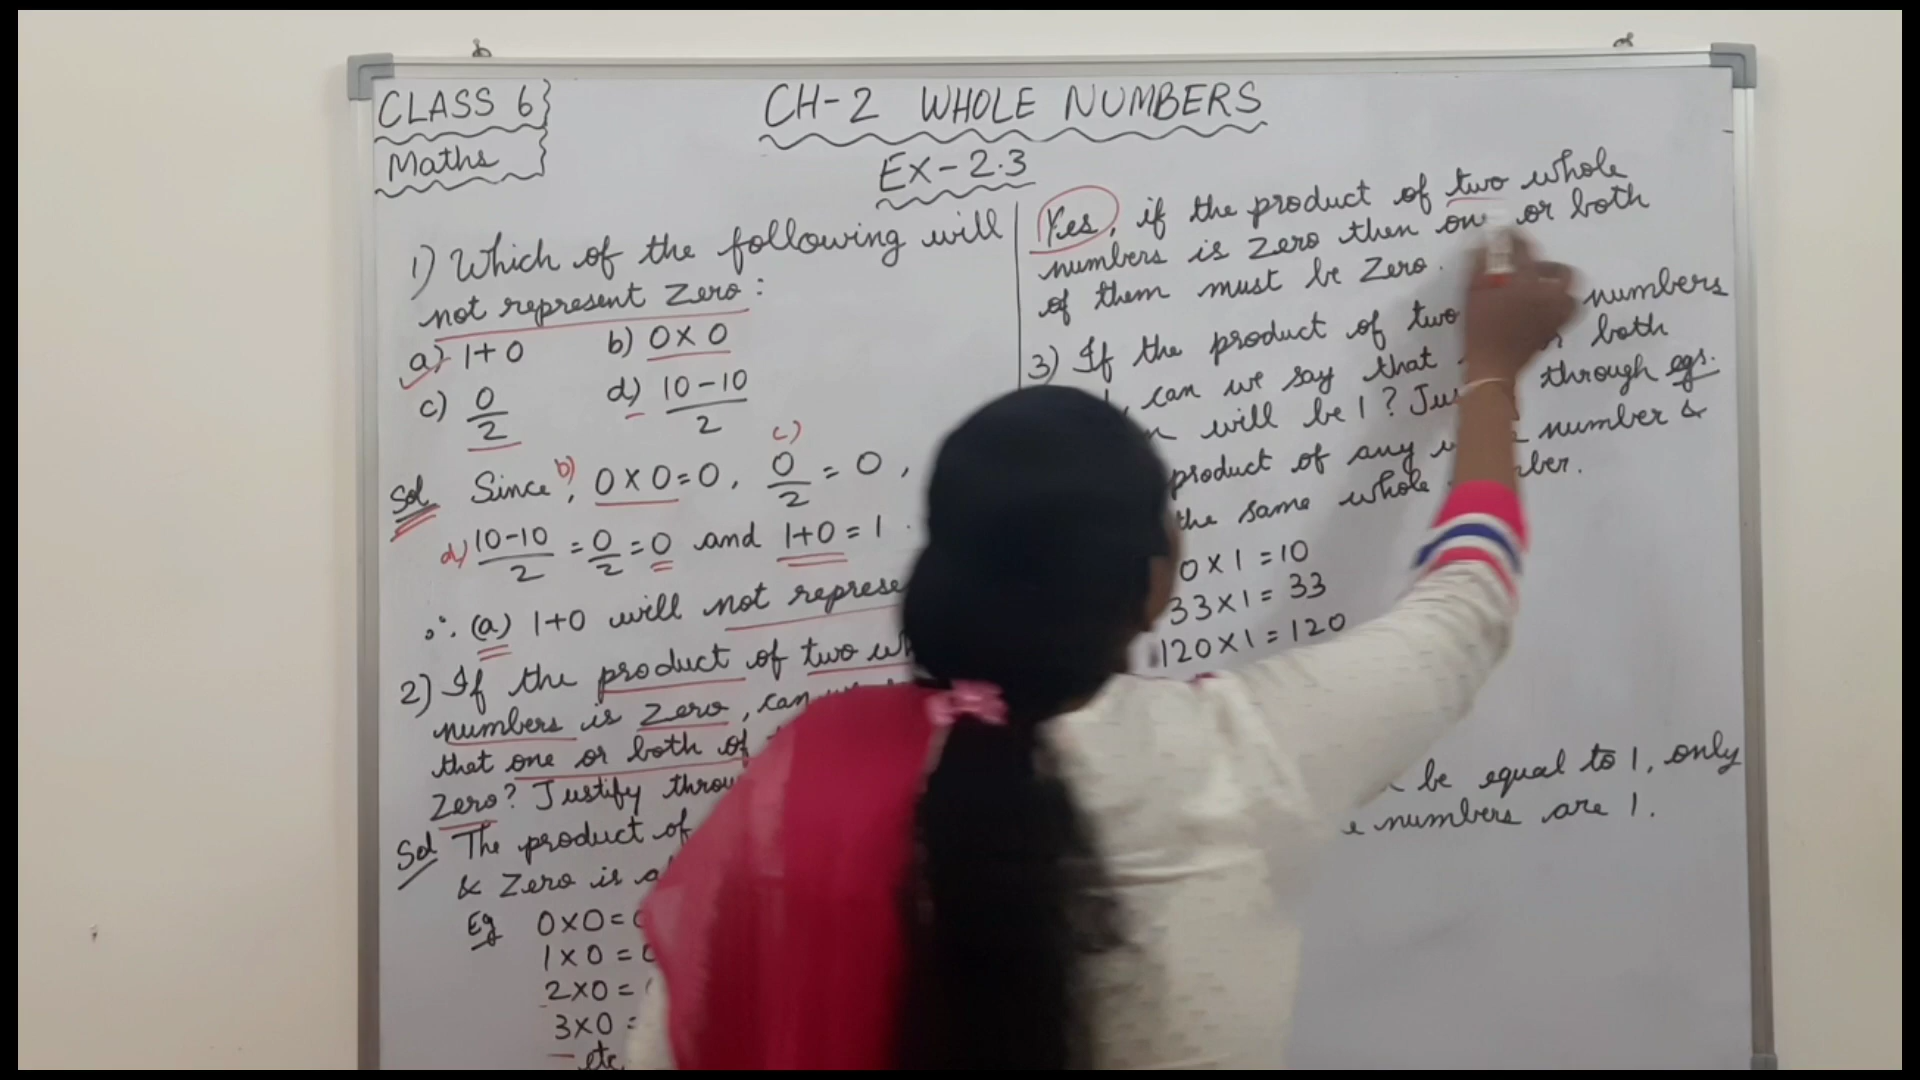 CLASS 6
Maths
CH-2 WHOLE NUMBERS
EX-2.3
1) Which of the following will
not represent Zero:
a) 1+0 b) 0×0
c) 0/2 d) 10-10/2
Sol Since, b) 0×0=0, c) 0/2 = 0,
d) 10-10/2 = 0/2 = 0 and 1+0 = 1.
∴ (a) 1+0 will not
2) If the product of two
numbers is Zero, can
that one or both of
Zero? Justify
Sol The product of
& Zero is
Eg 0×0=
1×0=
2×0=
3×0=
etc
Yes, if the product of two whole
numbers is Zero then one or both
of them must be Zero.
3) If the product of two numbers
can we say that both
will be 1? through egs.
product of any number &
the same whole
0×1=10
33×1=33
120×1=120
be equal to 1, only
numbers are 1.